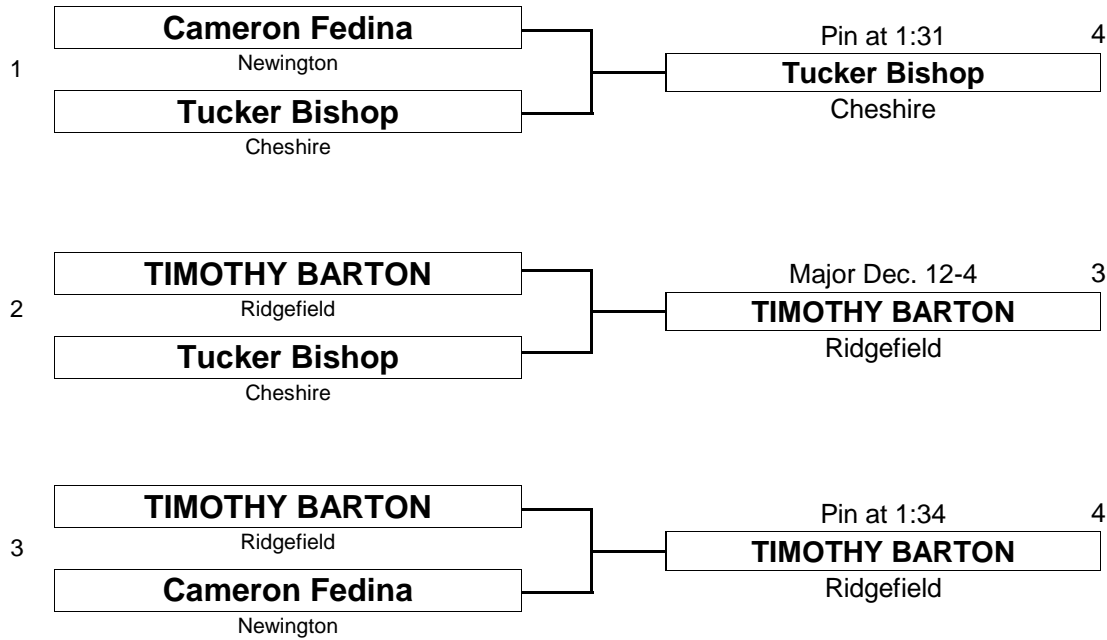 Cameron Fedina
Newington
1
Tucker Bishop
Cheshire
Pin at 1:31 4
Tucker Bishop
Cheshire
TIMOTHY BARTON
Ridgefield
2
Tucker Bishop
Cheshire
Major Dec. 12-4 3
TIMOTHY BARTON
Ridgefield
TIMOTHY BARTON
Ridgefield
3
Cameron Fedina
Newington
Pin at 1:34 4
TIMOTHY BARTON
Ridgefield